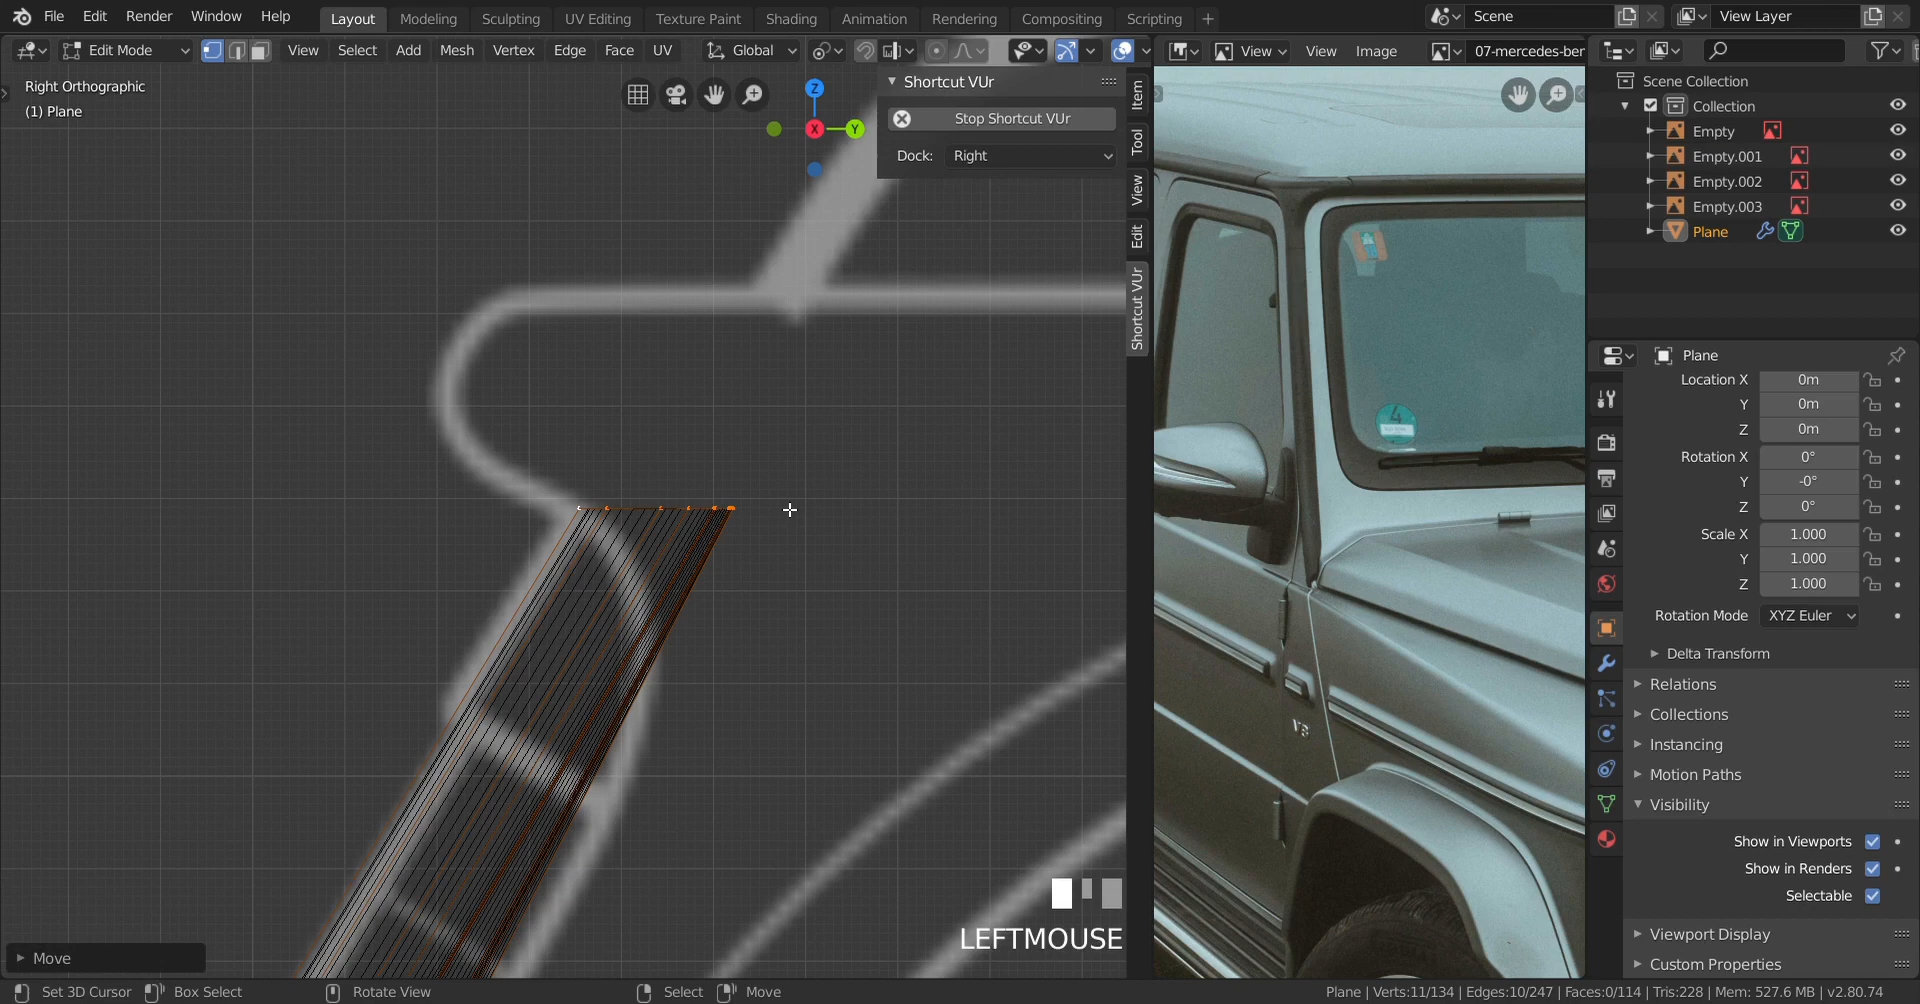 File Edit Render Window Help Layout Modeling Sculpting UV Editing Texture Paint Shading Animation Rendering Compositing Scripting + Scene View Layer
Edit Mode View Select Add Mesh Vertex Edge Face UV Global View View Image 07-mercedes-ber
Right Orthographic
(1) Plane
Z
X
Y
Shortcut VUr
Stop Shortcut VUr
Dock: Right
Item
Tool
View
Edit
Shortcut VUr
4
V8
Scene Collection
Collection
Empty
Empty.001
Empty.002
Empty.003
Plane
Plane
Location X 0m
Y 0m
Z 0m
Rotation X 0°
Y -0°
Z 0°
Scale X 1.000
Y 1.000
Z 1.000
Rotation Mode XYZ Euler
Delta Transform
Relations
Collections
Instancing
Motion Paths
Visibility
Show in Viewports
Show in Renders
Selectable
Viewport Display
Custom Properties
LEFTMOUSE
Move
Set 3D Cursor Box Select Rotate View Select Move Plane | Verts:11/134 | Edges:10/247 | Faces:0/114 | Tris:228 | Mem: 527.6 MB | v2.80.74